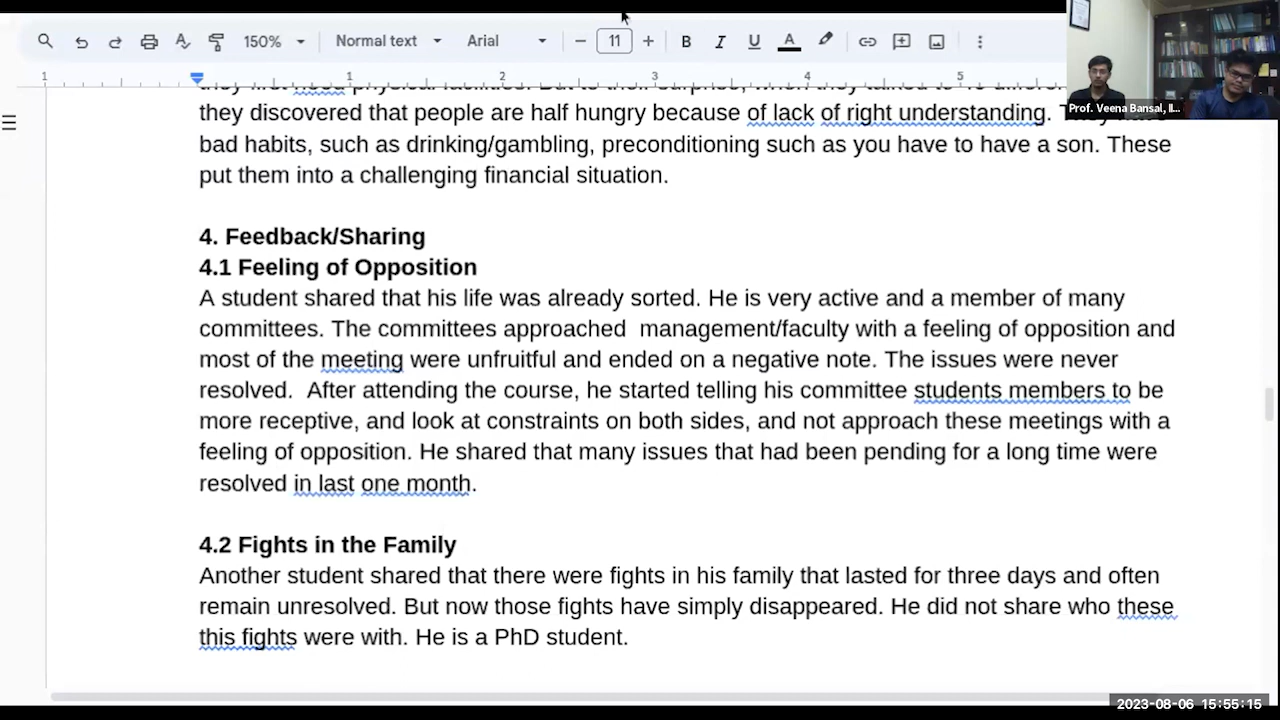 150% Normal text Arial 11 B I U A
1 1 2 3 4 5
they discovered that people are half hungry because of lack of right understanding.
bad habits, such as drinking/gambling, preconditioning such as you have to have a son. These
put them into a challenging financial situation.
4. Feedback/Sharing
4.1 Feeling of Opposition
A student shared that his life was already sorted. He is very active and a member of many
committees. The committees approached  management/faculty with a feeling of opposition and
most of the meeting were unfruitful and ended on a negative note. The issues were never
resolved.  After attending the course, he started telling his committee students members to be
more receptive, and look at constraints on both sides, and not approach these meetings with a
feeling of opposition. He shared that many issues that had been pending for a long time were
resolved in last one month.
4.2 Fights in the Family
Another student shared that there were fights in his family that lasted for three days and often
remain unresolved. But now those fights have simply disappeared. He did not share who these
this fights were with. He is a PhD student.
Prof. Veena Bansal, II...
2023-08-06 15:55:15